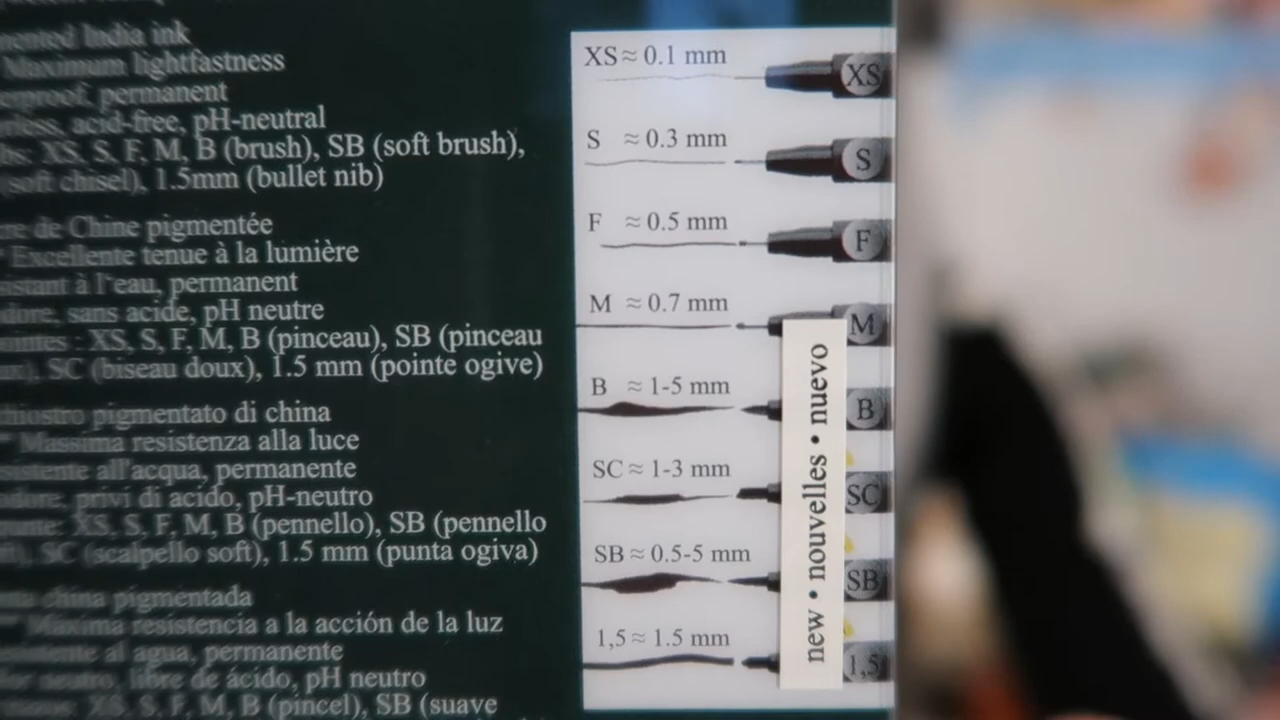 India ink
Maximum lightfastness
permanent
acid-free, pH-neutral
XS, S, F, M, B (brush), SB (soft brush),
(soft chisel), 1.5mm (bullet nib)
de Chine pigmentée
Excellente tenue à la lumière
à l'eau, permanent
sans acide, pH neutre
: XS, S, F, M, B (pinceau), SB (pinceau
SC (biseau doux), 1.5 mm (pointe ogive)
pigmentato di china
Massima resistenza alla luce
all'acqua, permanente
privi di acido, pH-neutro
XS, S, F, M, B (pennello), SB (pennello
SC (scalpello soft), 1.5 mm (punta ogiva)
china pigmentada
Máxima resistencia a la acción de la luz
al agua, permanente
neutro, libre de ácido, pH neutro
XS, S, F, M, B (pincel), SB (suave
XS ≈ 0.1 mm XS
S ≈ 0.3 mm S
F ≈ 0.5 mm F
M ≈ 0.7 mm M
B ≈ 1-5 mm B
SC ≈ 1-3 mm SC
SB ≈ 0.5-5 mm SB
1,5 ≈ 1.5 mm 1,5
new • nouvelles • nuevo